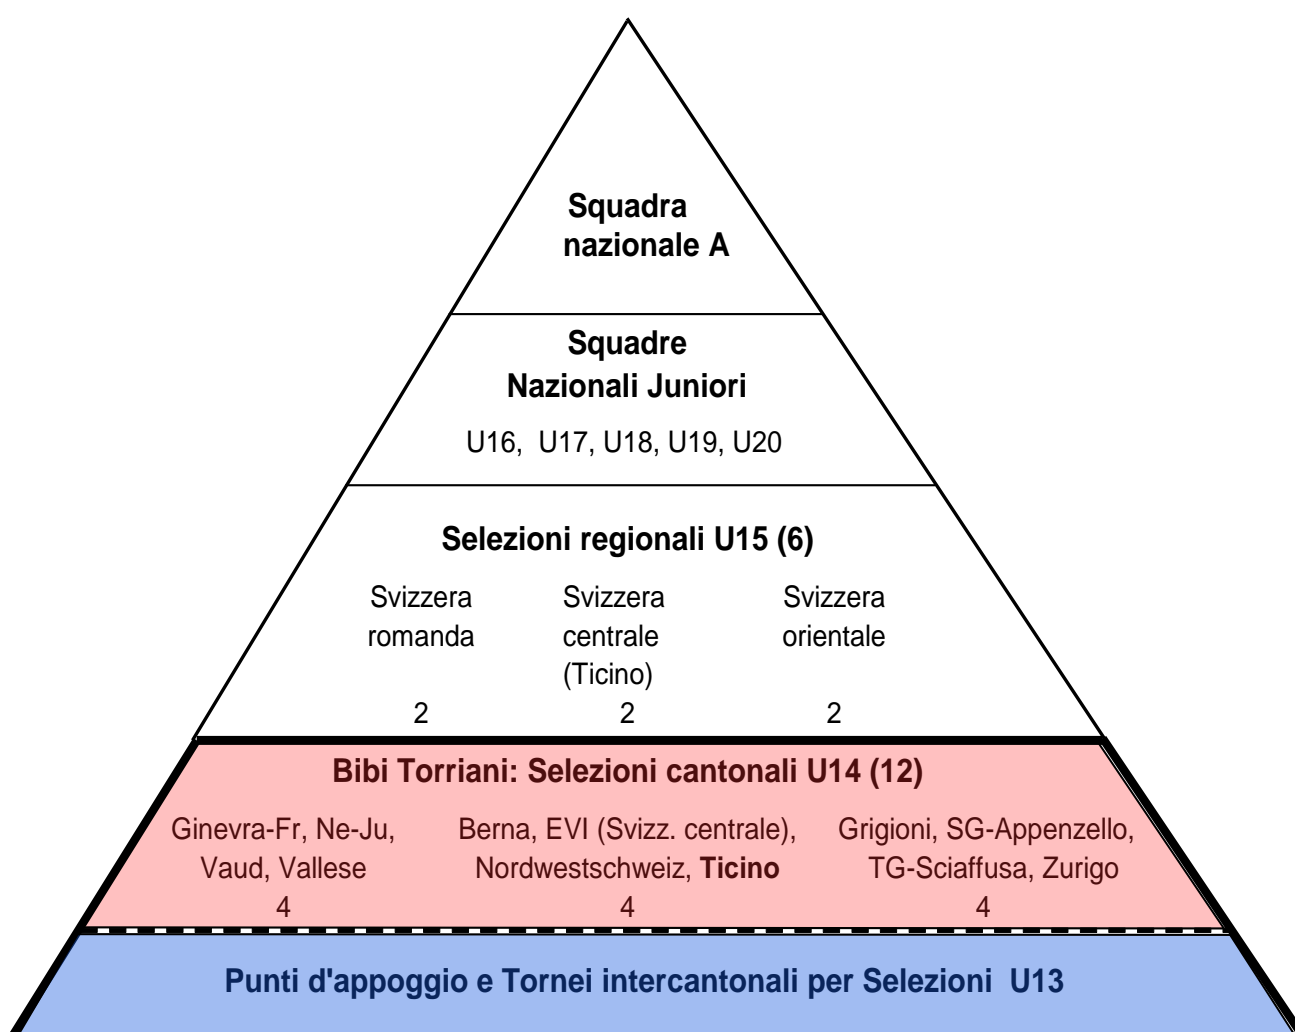 Squadra
nazionale A
Squadre
Nazionali Juniori
U16, U17, U18, U19, U20
Selezioni regionali U15 (6)
Svizzera romanda
Svizzera centrale (Ticino)
Svizzera orientale
2 2 2
Bibi Torriani: Selezioni cantonali U14 (12)
Ginevra-Fr, Ne-Ju,
Vaud, Vallese
4
Berna, EVI (Svizz. centrale),
Nordwestschweiz, Ticino
4
Grigioni, SG-Appenzello,
TG-Sciaffusa, Zurigo
4
Punti d'appoggio e Tornei intercantonali per Selezioni U13